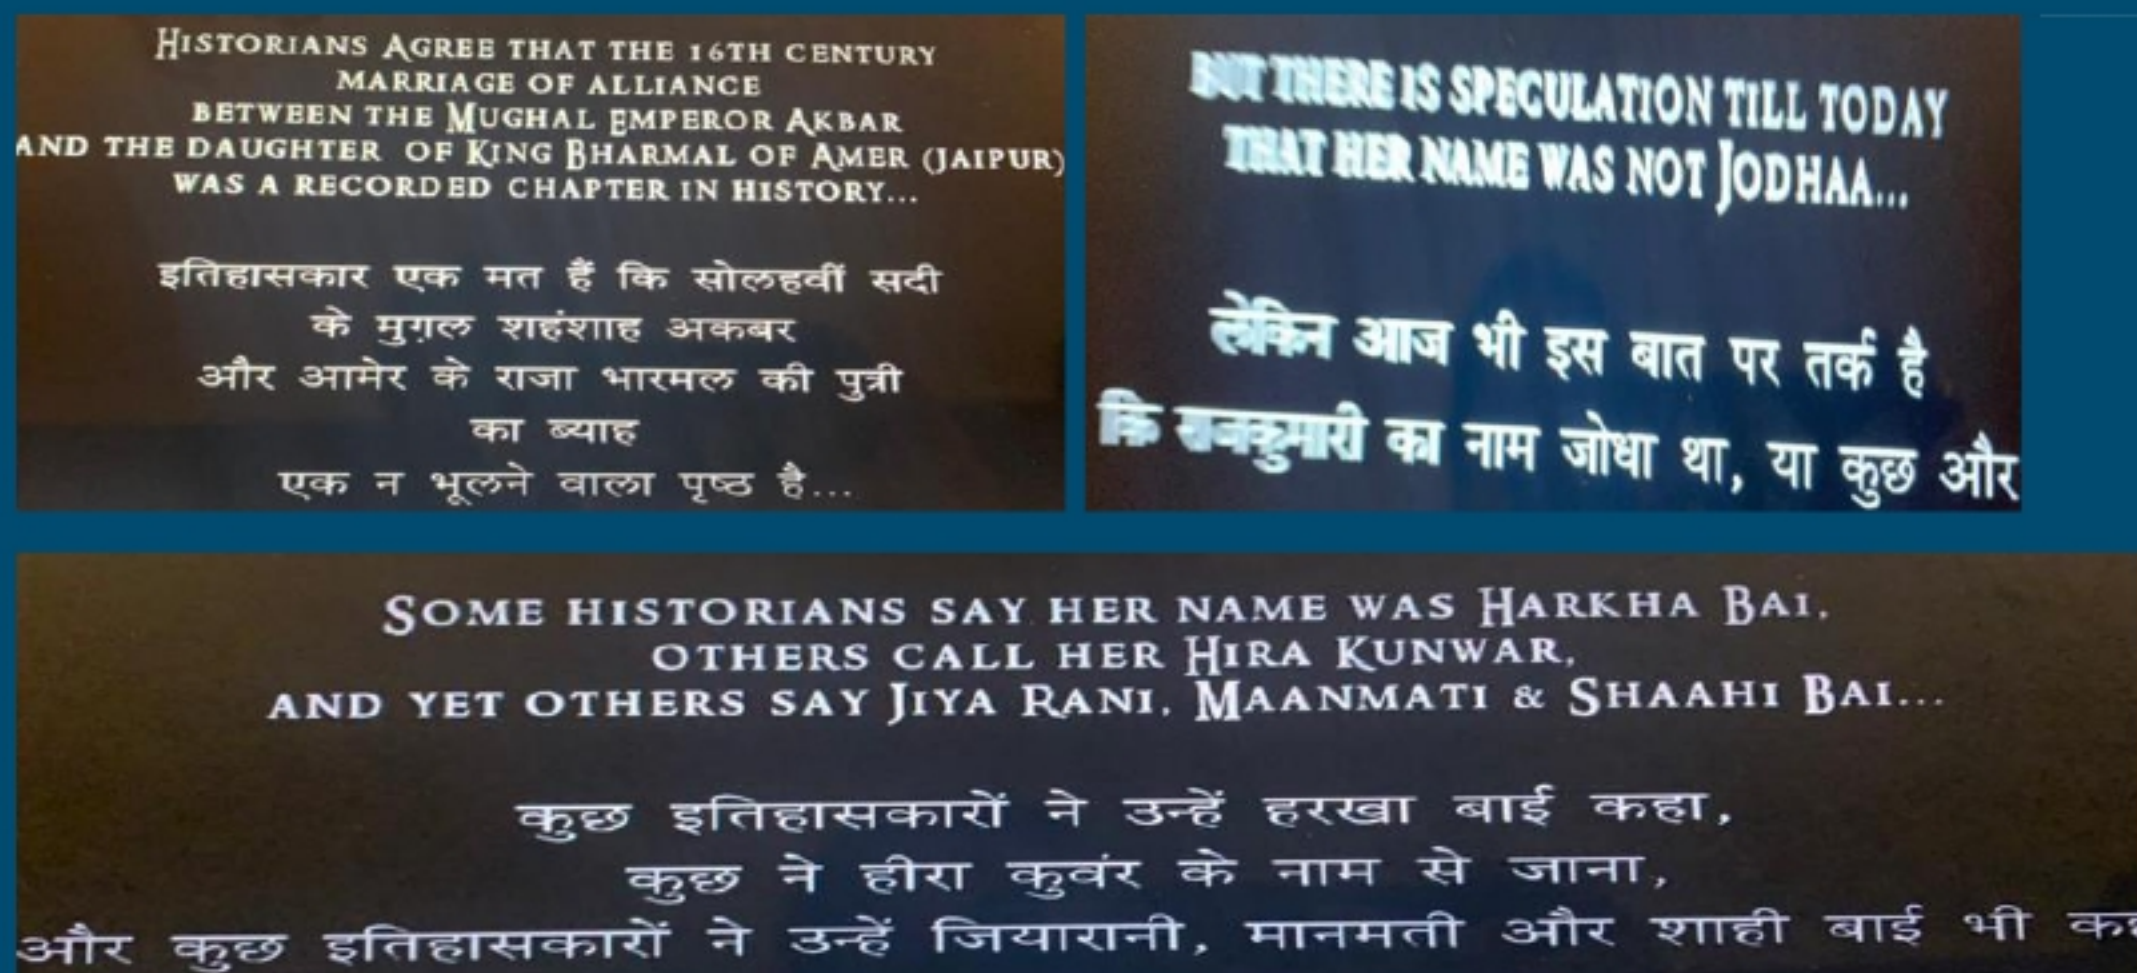 HISTORIANS AGREE THAT THE 16TH CENTURY
MARRIAGE OF ALLIANCE
BETWEEN THE MUGHAL EMPEROR AKBAR
AND THE DAUGHTER OF KING BHARMAL OF AMER (JAIPUR)
WAS A RECORDED CHAPTER IN HISTORY...
इतिहासकार एक मत हैं कि सोलहवीं सदी
के मुग़ल शहंशाह अकबर
और आमेर के राजा भारमल की पुत्री
का ब्याह
एक न भूलने वाला पृष्ठ है...
BUT THERE IS SPECULATION TILL TODAY
THAT HER NAME WAS NOT JODHAA...
लेकिन आज भी इस बात पर तर्क है
कि राजकुमारी का नाम जोधा था, या कुछ और
SOME HISTORIANS SAY HER NAME WAS HARKHA BAI,
OTHERS CALL HER HIRA KUNWAR,
AND YET OTHERS SAY JIYA RANI, MAANMATI & SHAAHI BAI...
कुछ इतिहासकारों ने उन्हें हरखा बाई कहा,
कुछ ने हीरा कुवंर के नाम से जाना,
और कुछ इतिहासकारों ने उन्हें जियारानी, मानमती और शाही बाई भी